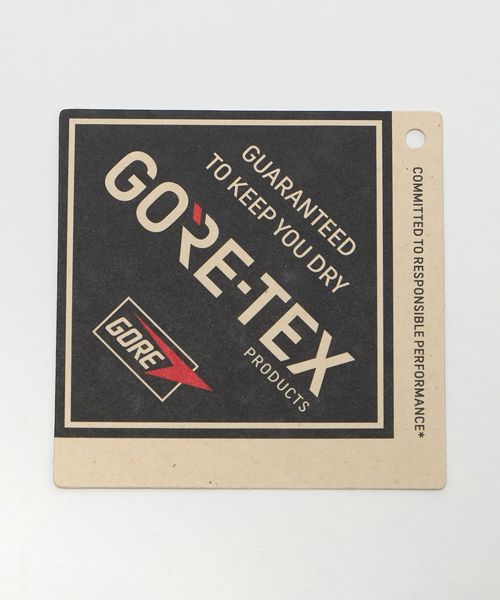 GUARANTEED
TO KEEP YOU DRY
GORE-TEX
PRODUCTS
GORE
COMMITTED TO RESPONSIBLE PERFORMANCE*